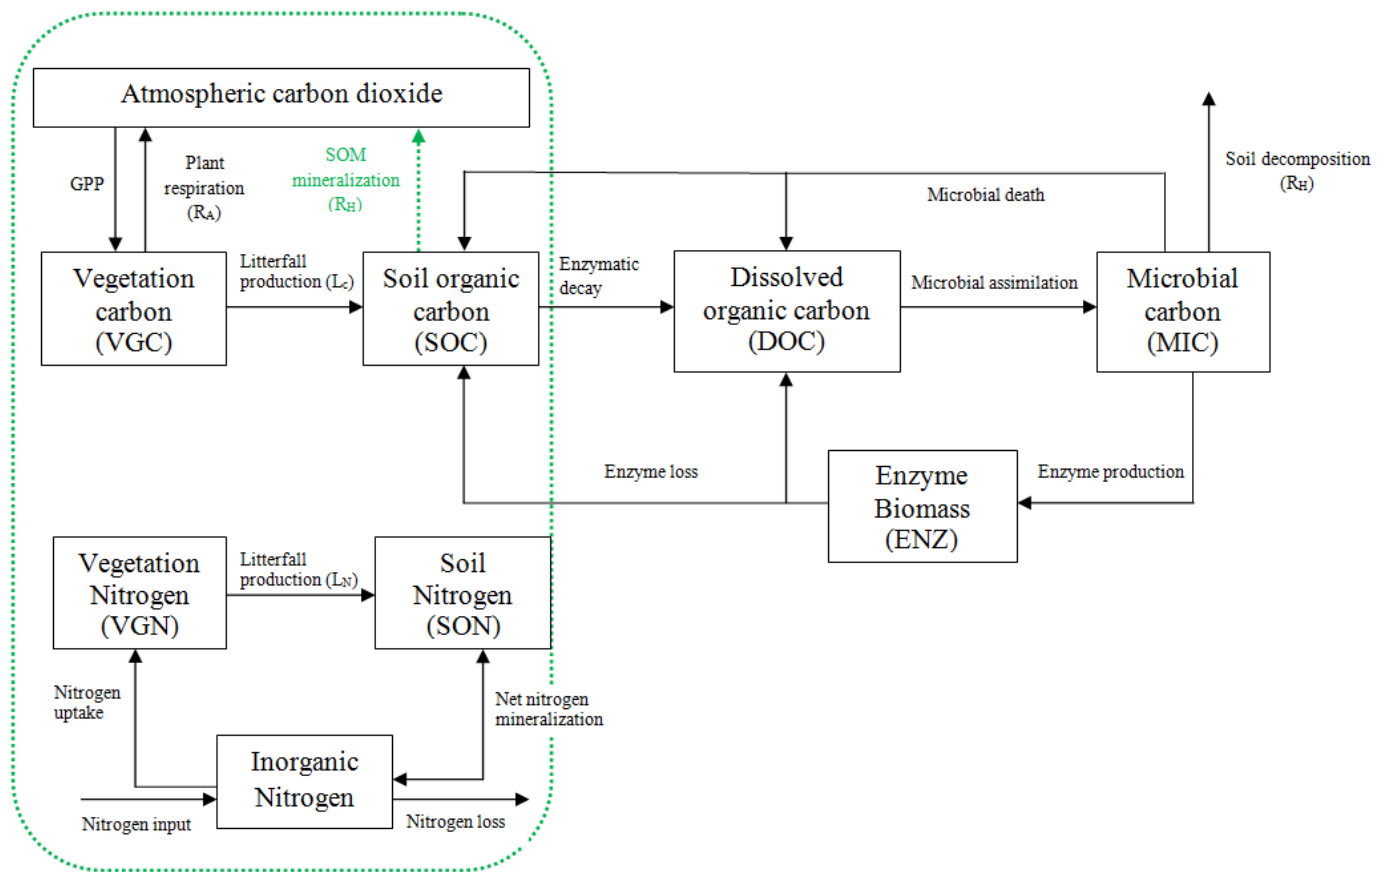 Atmospheric carbon dioxide
GPP
Plant
respiration
(RA)
SOM
mineralization
(RH)
Soil decomposition
(RH)
Microbial death
Vegetation
carbon
(VGC)
Litterfall
production (Lc)
Soil organic
carbon
(SOC)
Enzymatic
decay
Dissolved
organic carbon
(DOC)
Microbial assimilation
Microbial
carbon
(MIC)
Enzyme loss
Enzyme
Biomass
(ENZ)
Enzyme production
Vegetation
Nitrogen
(VGN)
Litterfall
production (LN)
Soil
Nitrogen
(SON)
Nitrogen
uptake
Net nitrogen
mineralization
Inorganic
Nitrogen
Nitrogen input
Nitrogen loss